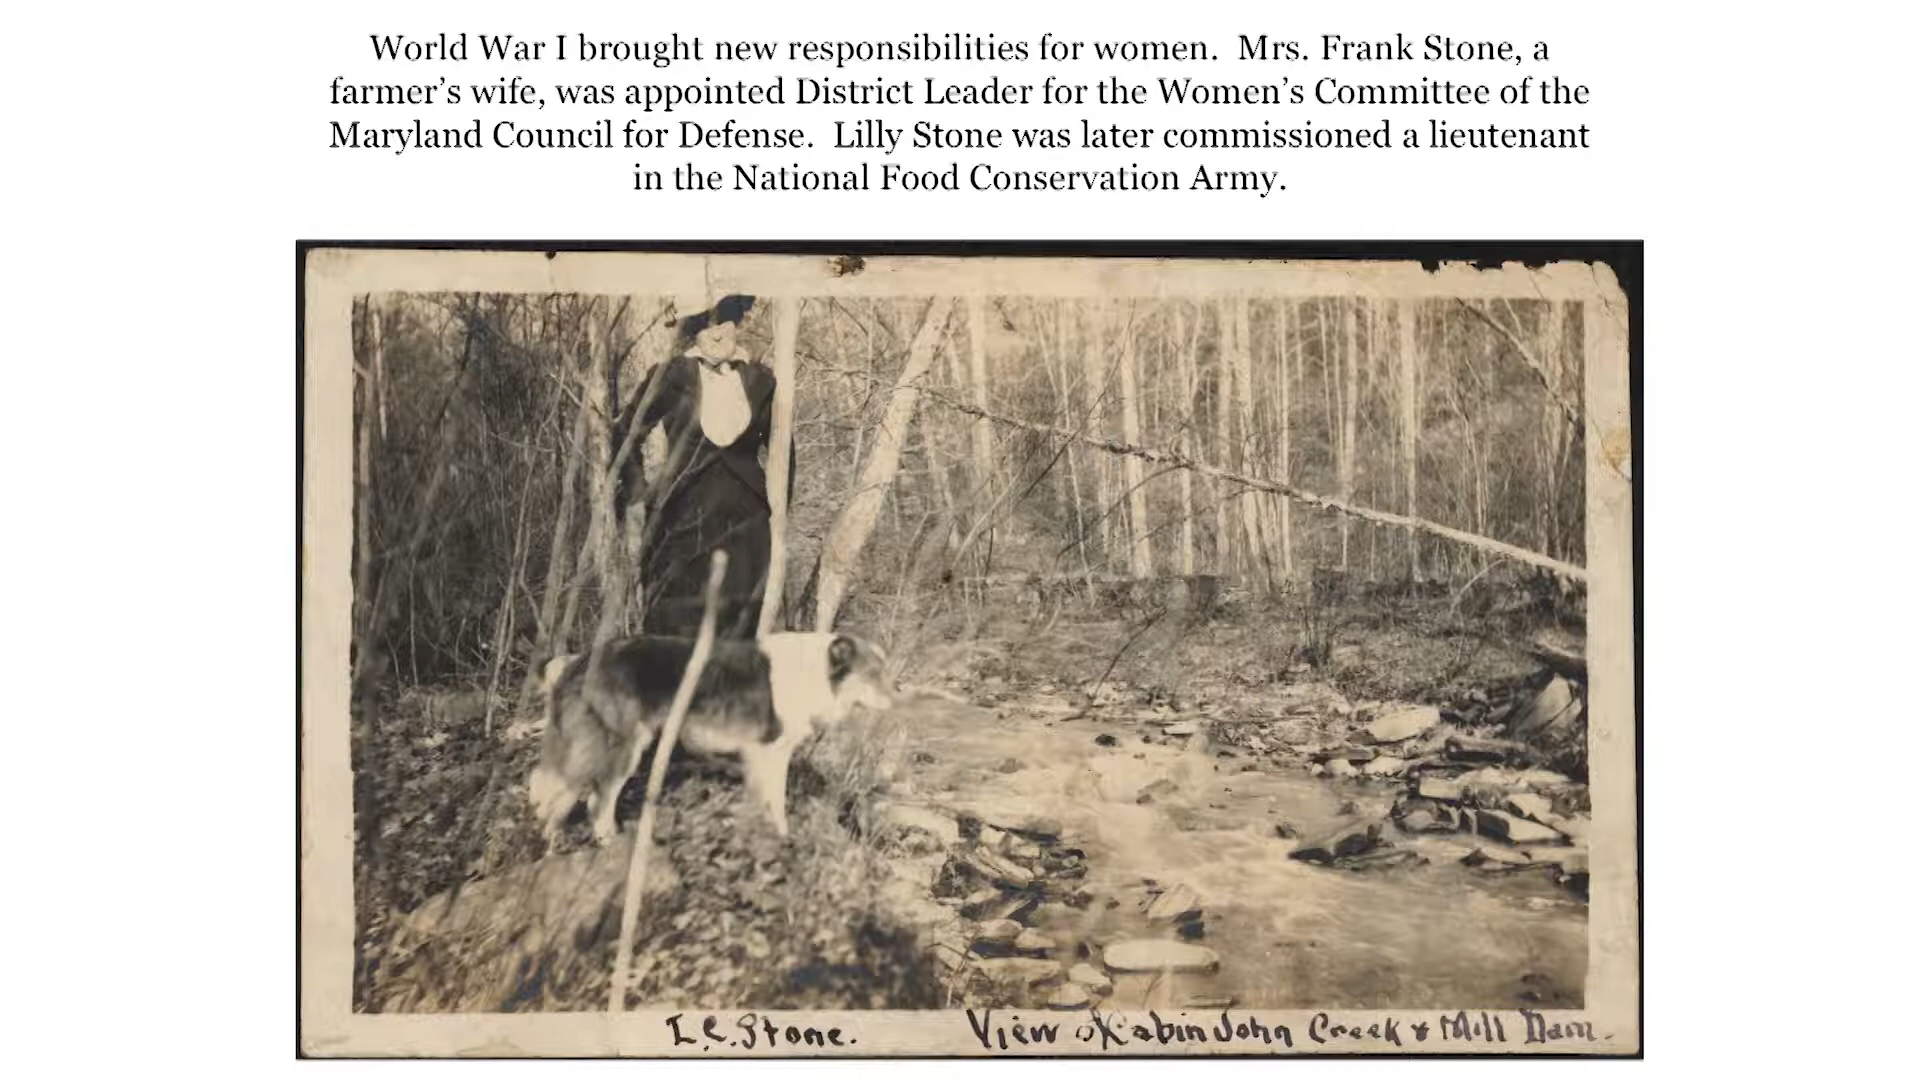 World War I brought new responsibilities for women. Mrs. Frank Stone, a
farmer's wife, was appointed District Leader for the Women's Committee of the
Maryland Council for Defense. Lilly Stone was later commissioned a lieutenant
in the National Food Conservation Army.
L.C. Stone.
View of Cabin John Creek & Mill Dam.